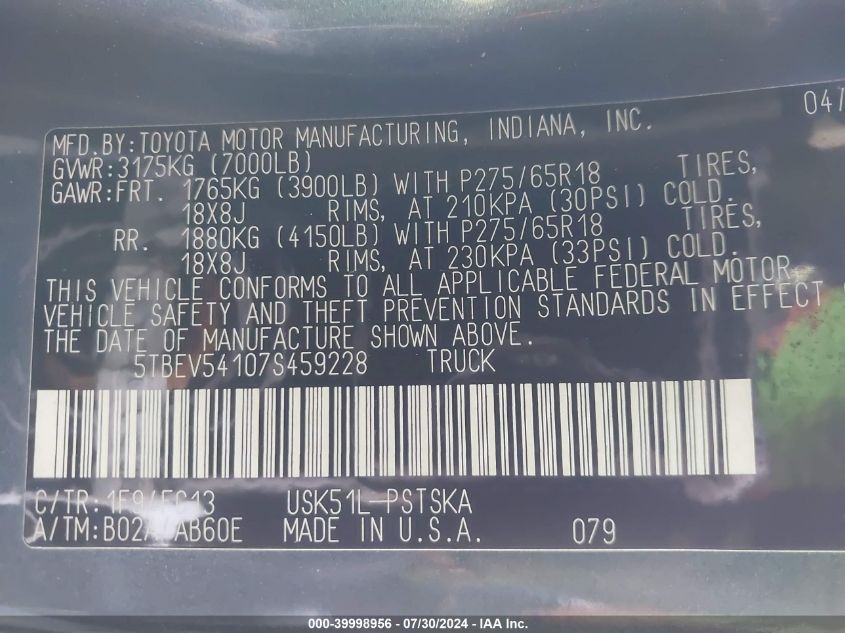 MFD.BY:TOYOTA MOTOR MANUFACTURING, INDIANA, INC. 047
GVWR:3175KG (7000LB)
GAWR:FRT. 1765KG (3900LB) WITH P275/65R18 TIRES,
18X8J RIMS, AT 210KPA (30PSI) COLD.
RR. 1880KG (4150LB) WITH P275/65R18 TIRES,
18X8J RIMS, AT 230KPA (33PSI) COLD.
THIS VEHICLE CONFORMS TO ALL APPLICABLE FEDERAL MOTOR
VEHICLE SAFETY AND THEFT PREVENTION STANDARDS IN EFFECT
THE DATE OF MANUFACTURE SHOWN ABOVE.
5TBEV54107S459228 TRUCK
C/TR: USK51L-PSTSKA
A/TM: MADE IN U.S.A. 079
000-39998956 - 07/30/2024 - IAA Inc.